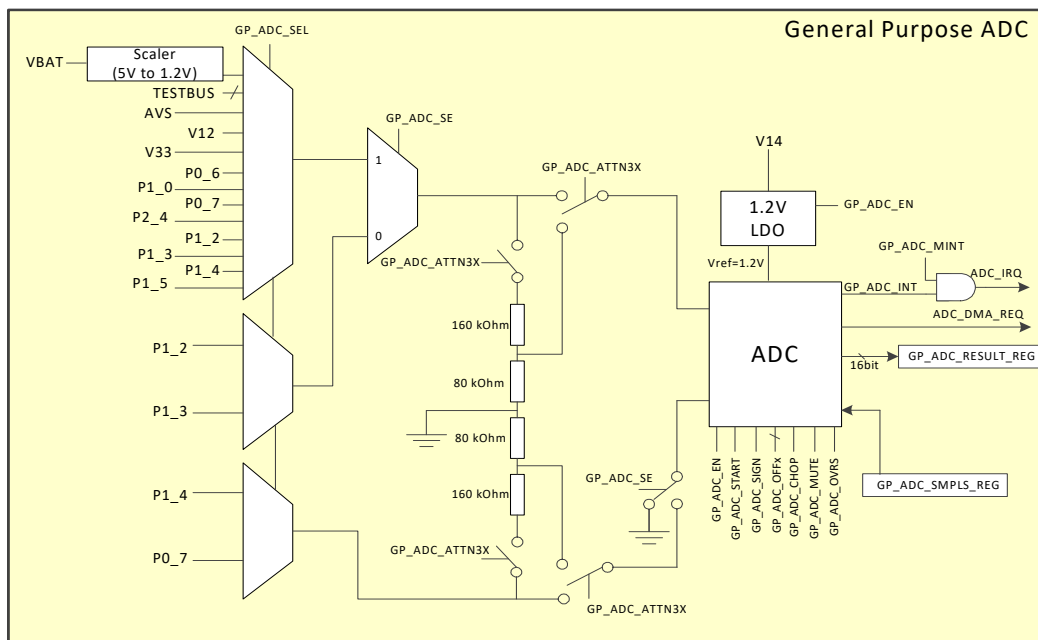 General Purpose ADC
GP_ADC_SEL
VBAT
Scaler
(5V to 1.2V)
TESTBUS
AVS
V12
V33
P0_6
P1_0
P0_7
P2_4
P1_2
P1_3
P1_4
P1_5
GP_ADC_SE
1
0
GP_ADC_ATTN3X
GP_ADC_ATTN3X
160 kOhm
80 kOhm
80 kOhm
160 kOhm
V14
1.2V
LDO
GP_ADC_EN
Vref=1.2V
GP_ADC_MINT
GP_ADC_INT
ADC_IRQ
ADC_DMA_REQ
ADC
16bit
GP_ADC_RESULT_REG
GP_ADC_SMPLS_REG
P1_2
P1_3
P1_4
P0_7
GP_ADC_SE
GP_ADC_EN
GP_ADC_START
GP_ADC_SIGN
GP_ADC_OFFx
GP_ADC_CHOP
GP_ADC_MUTE
GP_ADC_OVRS
GP_ADC_ATTN3X
GP_ADC_ATTN3X